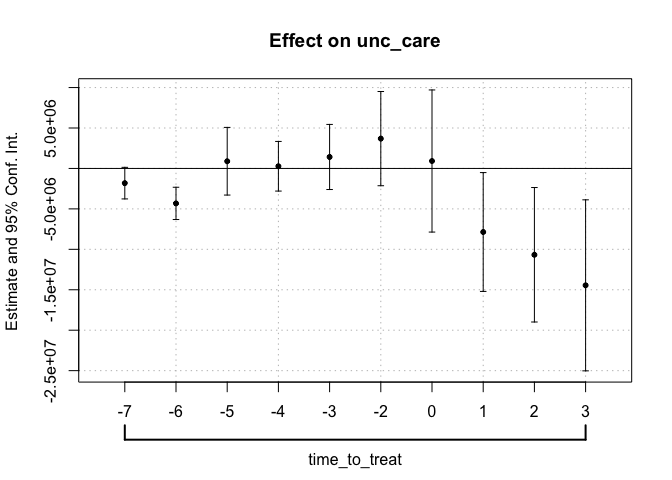 Effect on unc_care
Estimate and 95% Conf. Int.
5.0e+06
-5.0e+06
-1.5e+07
-2.5e+07
-7 -6 -5 -4 -3 -2 0 1 2 3
time_to_treat